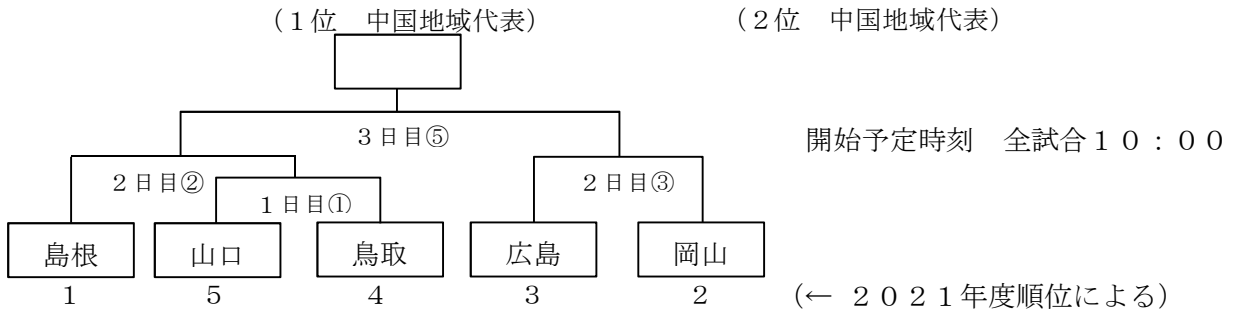 （１位　中国地域代表）　（２位　中国地域代表）
３日目⑤
開始予定時刻　全試合１０：００
２日目②　２日目③
１日目①
島根　山口　鳥取　広島　岡山
１　５　４　３　２　（← ２０２１年度順位による）